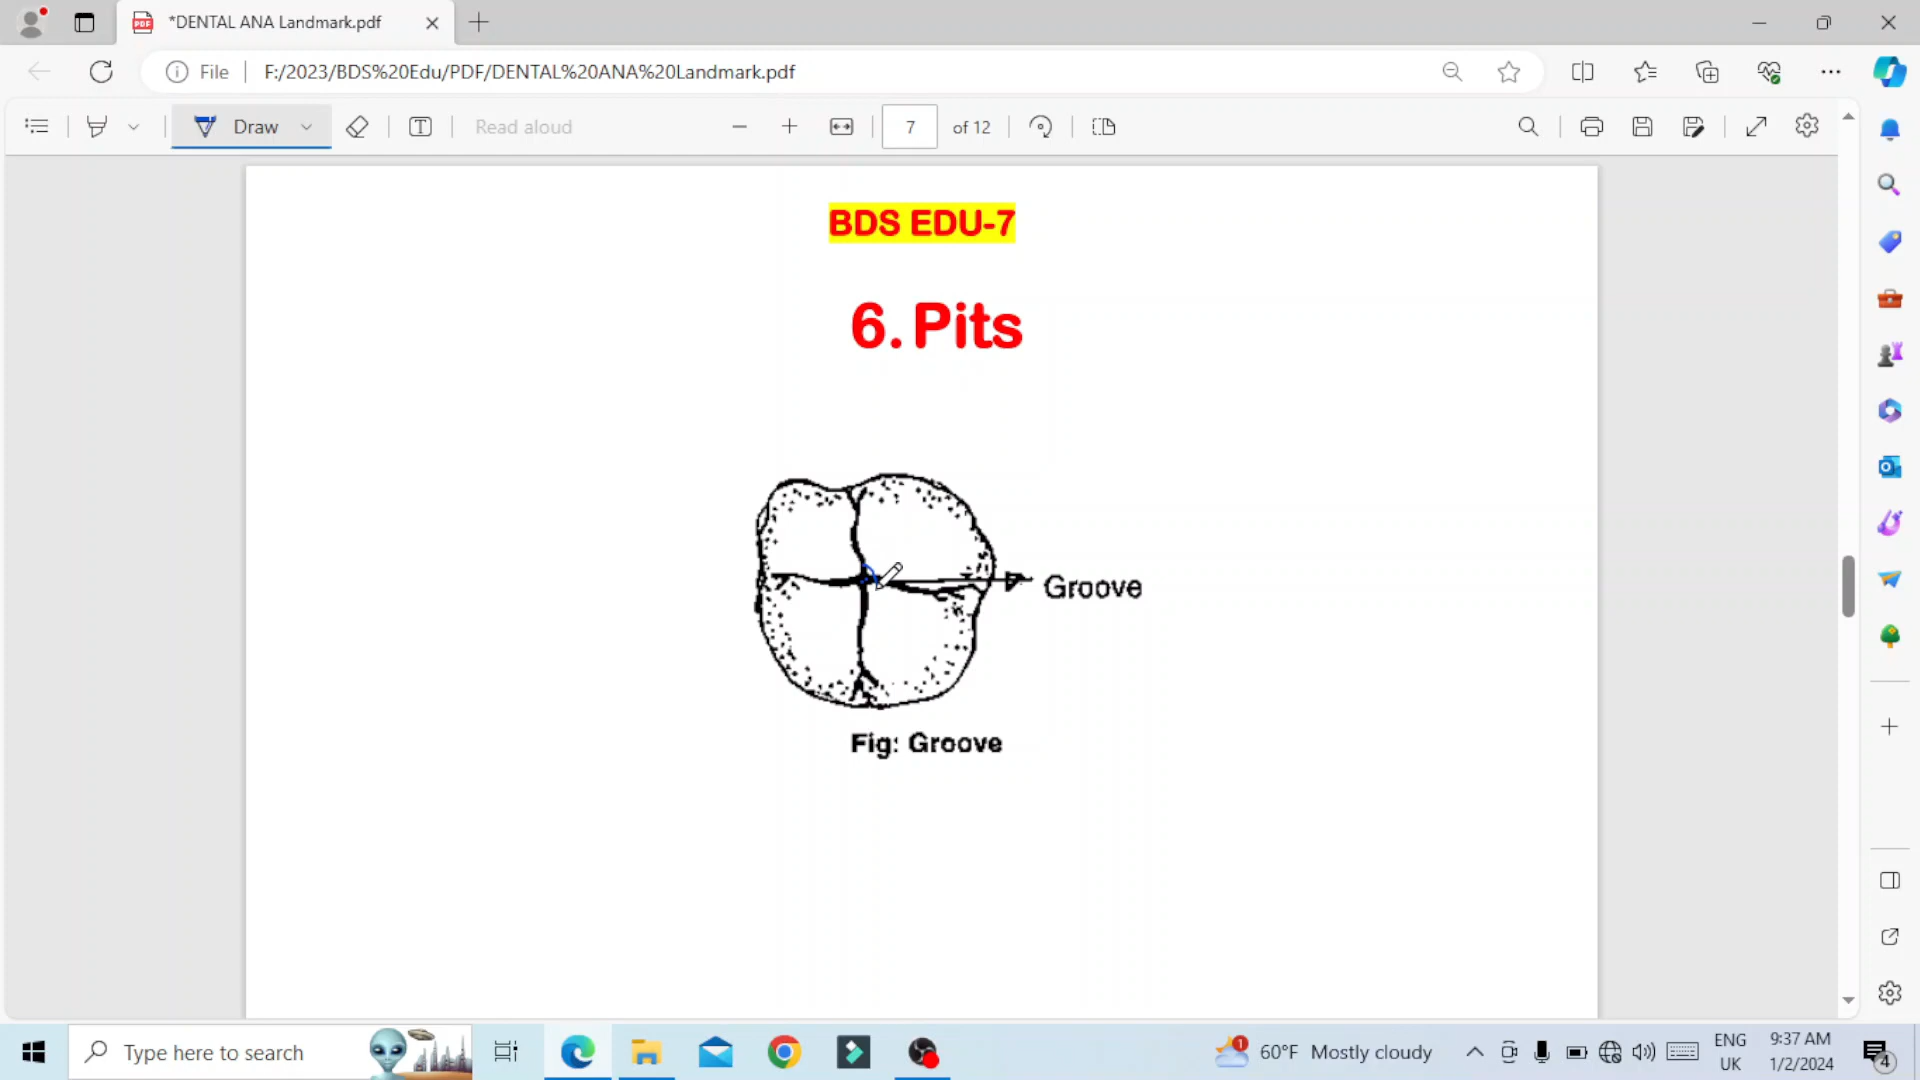 *DENTAL ANA Landmark.pdf
File
F:/2023/BDS%20Edu/PDF/DENTAL%20ANA%20Landmark.pdf
Draw
Read aloud
7 of 12
BDS EDU-7
6. Pits
Groove
Fig: Groove
Type here to search
1
60°F Mostly cloudy
ENG
UK
9:37 AM
1/2/2024
4